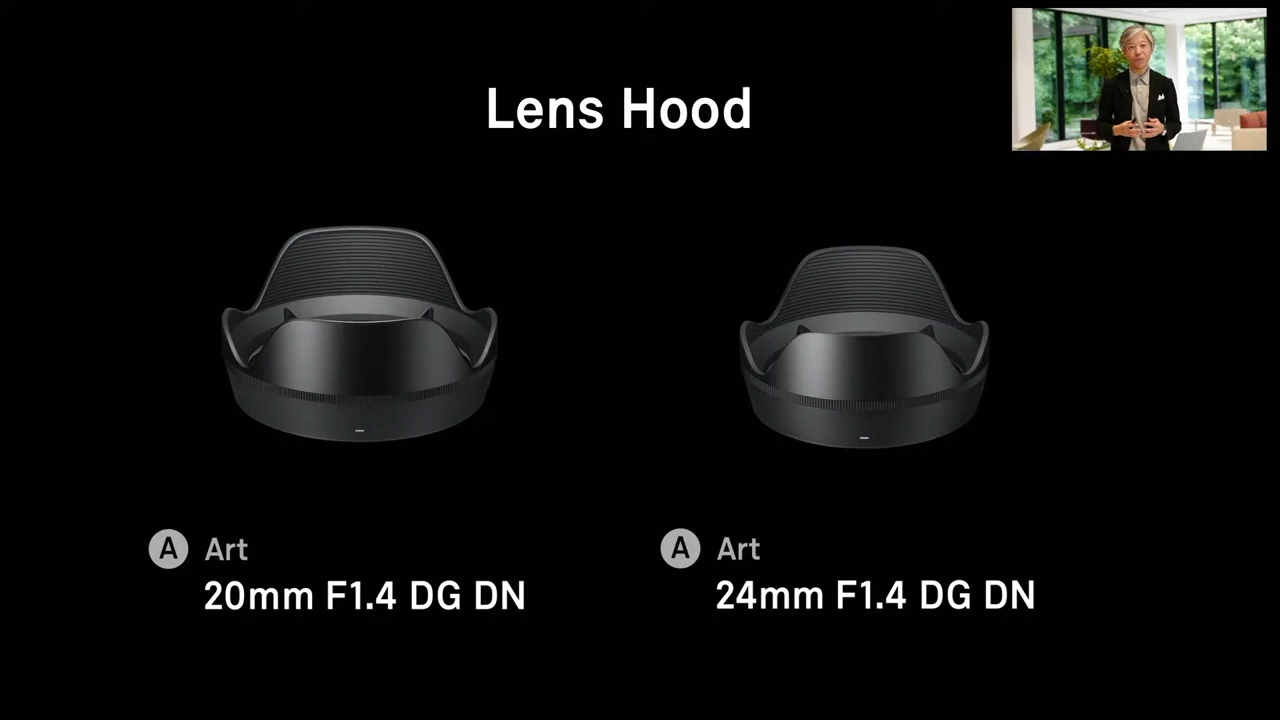 Lens Hood
A Art
20mm F1.4 DG DN
A Art
24mm F1.4 DG DN